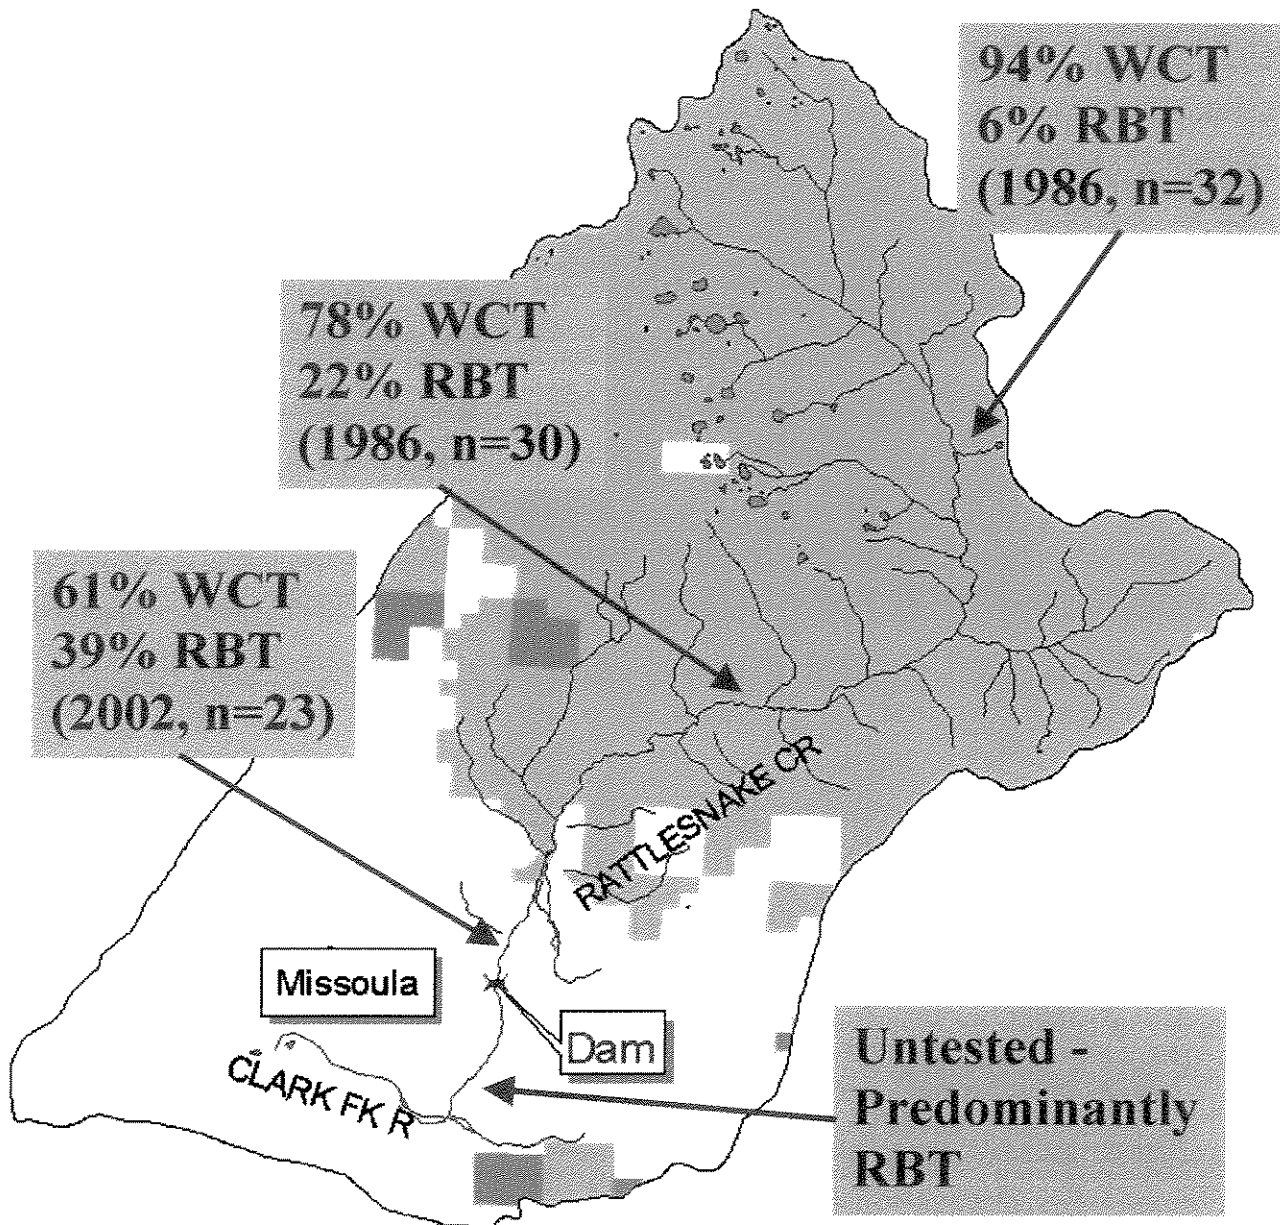 94% WCT
6% RBT
(1986, n=32)
78% WCT
22% RBT
(1986, n=30)
61% WCT
39% RBT
(2002, n=23)
RATTLESNAKE CR
Missoula
Dam
CLARK FK R
Untested -
Predominantly
RBT